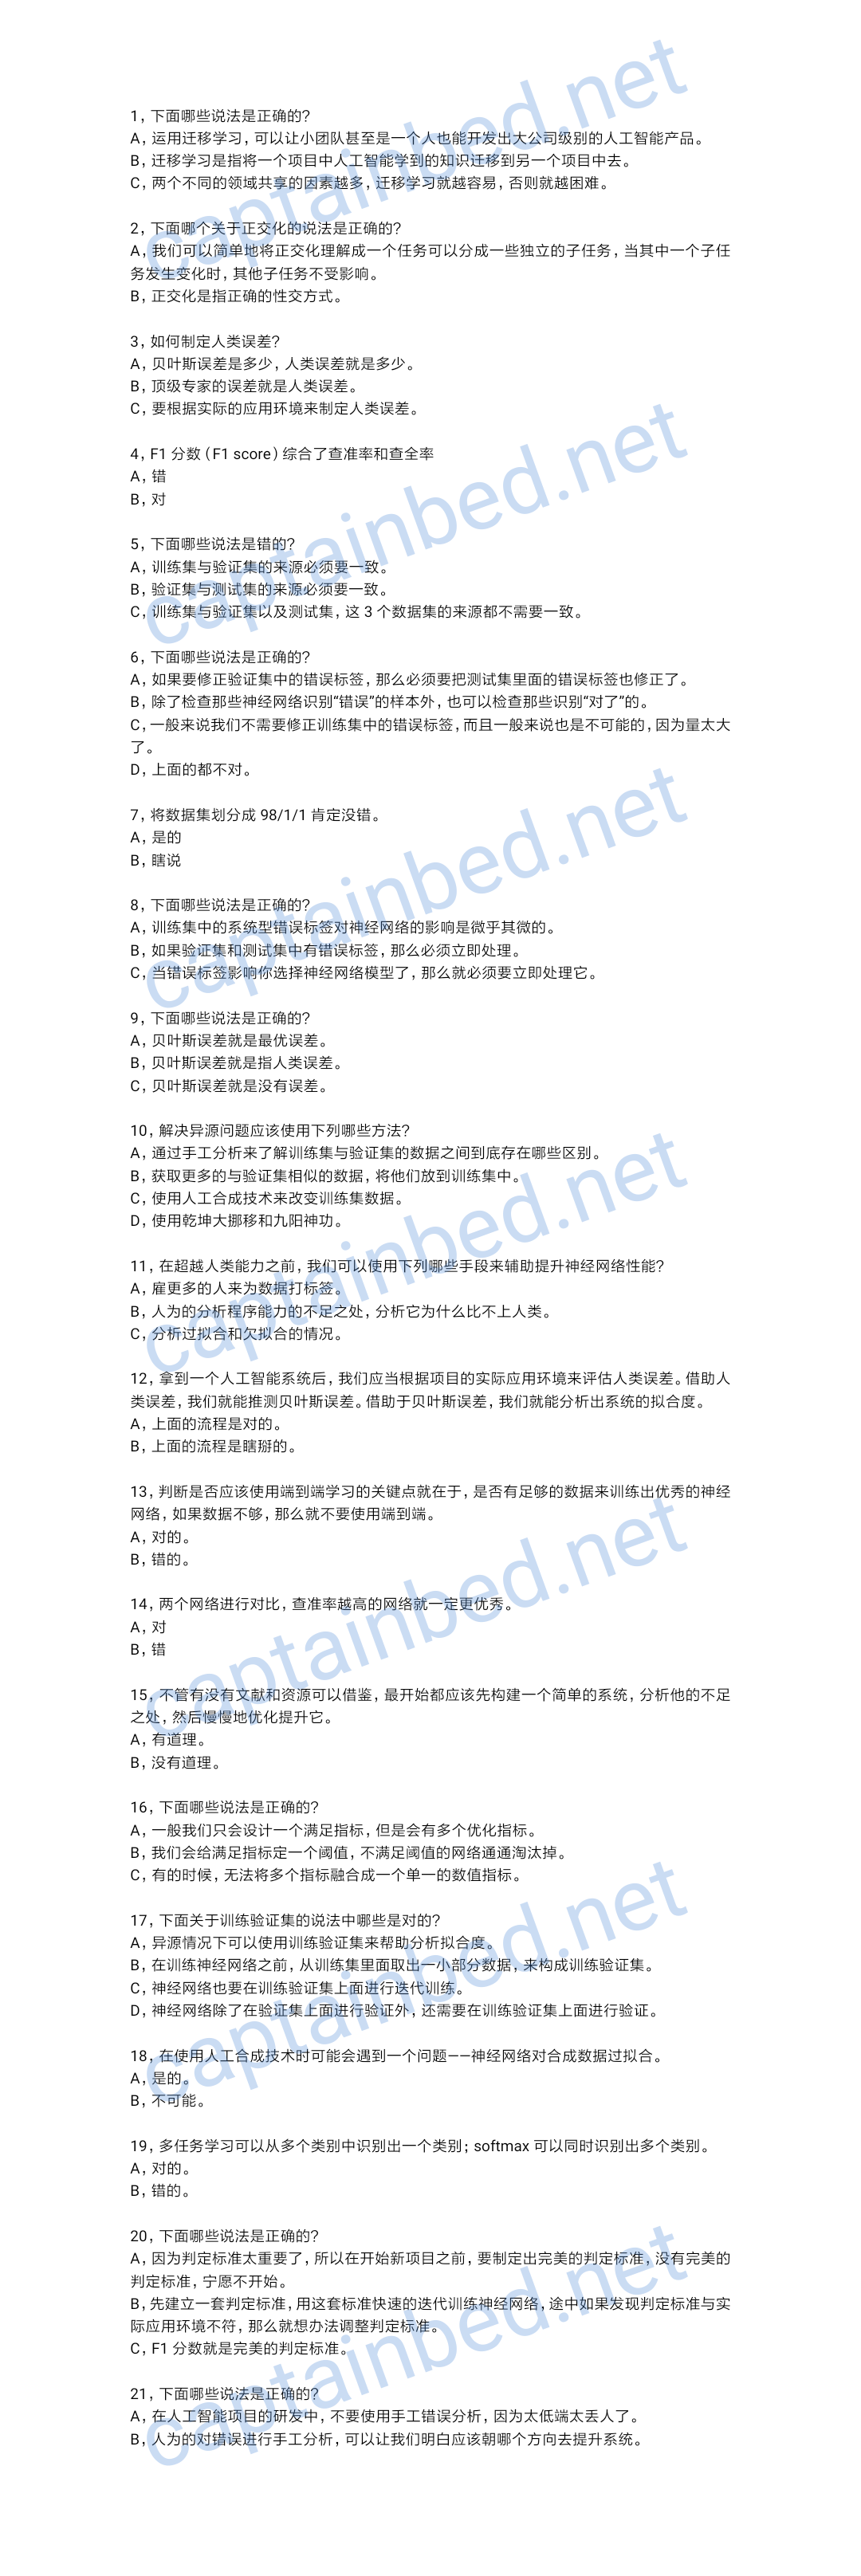 1，下面哪些说法是正确的？
A，运用迁移学习，可以让小团队甚至是一个人也能开发出大公司级别的人工智能产品。
B，迁移学习是指将一个项目中人工智能学到的知识迁移到另一个项目中去。
C，两个不同的领域共享的因素越多，迁移学习就越容易，否则就越困难。
2，下面哪个关于正交化的说法是正确的？
A，我们可以简单地将正交化理解成一个任务可以分成一些独立的子任务，当其中一个子任
务发生变化时，其他子任务不受影响。
B，正交化是指正确的性交方式。
3，如何制定人类误差？
A，贝叶斯误差是多少，人类误差就是多少。
B，顶级专家的误差就是人类误差。
C，要根据实际的应用环境来制定人类误差。
4，F1 分数（F1 score）综合了查准率和查全率
A，错
B，对
5，下面哪些说法是错的？
A，训练集与验证集的来源必须要一致。
B，验证集与测试集的来源必须要一致。
C，训练集与验证集以及测试集，这 3 个数据集的来源都不需要一致。
6，下面哪些说法是正确的？
A，如果要修正验证集中的错误标签，那么必须要把测试集里面的错误标签也修正了。
B，除了检查那些神经网络识别“错误”的样本外，也可以检查那些识别“对了”的。
C，一般来说我们不需要修正训练集中的错误标签，而且一般来说也是不可能的，因为量太大
了。
D，上面的都不对。
7，将数据集划分成 98/1/1 肯定没错。
A，是的
B，瞎说
8，下面哪些说法是正确的？
A，训练集中的系统型错误标签对神经网络的影响是微乎其微的。
B，如果验证集和测试集中有错误标签，那么必须立即处理。
C，当错误标签影响你选择神经网络模型了，那么就必须要立即处理它。
9，下面哪些说法是正确的？
A，贝叶斯误差就是最优误差。
B，贝叶斯误差就是指人类误差。
C，贝叶斯误差就是没有误差。
10，解决异源问题应该使用下列哪些方法？
A，通过手工分析来了解训练集与验证集的数据之间到底存在哪些区别。
B，获取更多的与验证集相似的数据，将他们放到训练集中。
C，使用人工合成技术来改变训练集数据。
D，使用乾坤大挪移和九阳神功。
11，在超越人类能力之前，我们可以使用下列哪些手段来辅助提升神经网络性能？
A，雇更多的人来为数据打标签。
B，人为的分析程序能力的不足之处，分析它为什么比不上人类。
C，分析过拟合和欠拟合的情况。
12，拿到一个人工智能系统后，我们应当根据项目的实际应用环境来评估人类误差。借助人
类误差，我们就能推测贝叶斯误差。借助于贝叶斯误差，我们就能分析出系统的拟合度。
A，上面的流程是对的。
B，上面的流程是瞎掰的。
13，判断是否应该使用端到端学习的关键点就在于，是否有足够的数据来训练出优秀的神经
网络，如果数据不够，那么就不要使用端到端。
A，对的。
B，错的。
14，两个网络进行对比，查准率越高的网络就一定更优秀。
A，对
B，错
15，不管有没有文献和资源可以借鉴，最开始都应该先构建一个简单的系统，分析他的不足
之处，然后慢慢地优化提升它。
A，有道理。
B，没有道理。
16，下面哪些说法是正确的？
A，一般我们只会设计一个满足指标，但是会有多个优化指标。
B，我们会给满足指标定一个阈值，不满足阈值的网络通通淘汰掉。
C，有的时候，无法将多个指标融合成一个单一的数值指标。
17，下面关于训练验证集的说法中哪些是对的？
A，异源情况下可以使用训练验证集来帮助分析拟合度。
B，在训练神经网络之前，从训练集里面取出一小部分数据，来构成训练验证集。
C，神经网络也要在训练验证集上面进行迭代训练。
D，神经网络除了在验证集上面进行验证外，还需要在训练验证集上面进行验证。
18，在使用人工合成技术时可能会遇到一个问题——神经网络对合成数据过拟合。
A，是的。
B，不可能。
19，多任务学习可以从多个类别中识别出一个类别；softmax 可以同时识别出多个类别。
A，对的。
B，错的。
20，下面哪些说法是正确的？
A，因为判定标准太重要了，所以在开始新项目之前，要制定出完美的判定标准，没有完美的
判定标准，宁愿不开始。
B，先建立一套判定标准，用这套标准快速的迭代训练神经网络，途中如果发现判定标准与实
际应用环境不符，那么就想办法调整判定标准。
C，F1 分数就是完美的判定标准。
21，下面哪些说法是正确的？
A，在人工智能项目的研发中，不要使用手工错误分析，因为太低端太丢人了。
B，人为的对错误进行手工分析，可以让我们明白应该朝哪个方向去提升系统。
captainbed.net
captainbed.net
captainbed.net
captainbed.net
captainbed.net
captainbed.net
captainbed.net